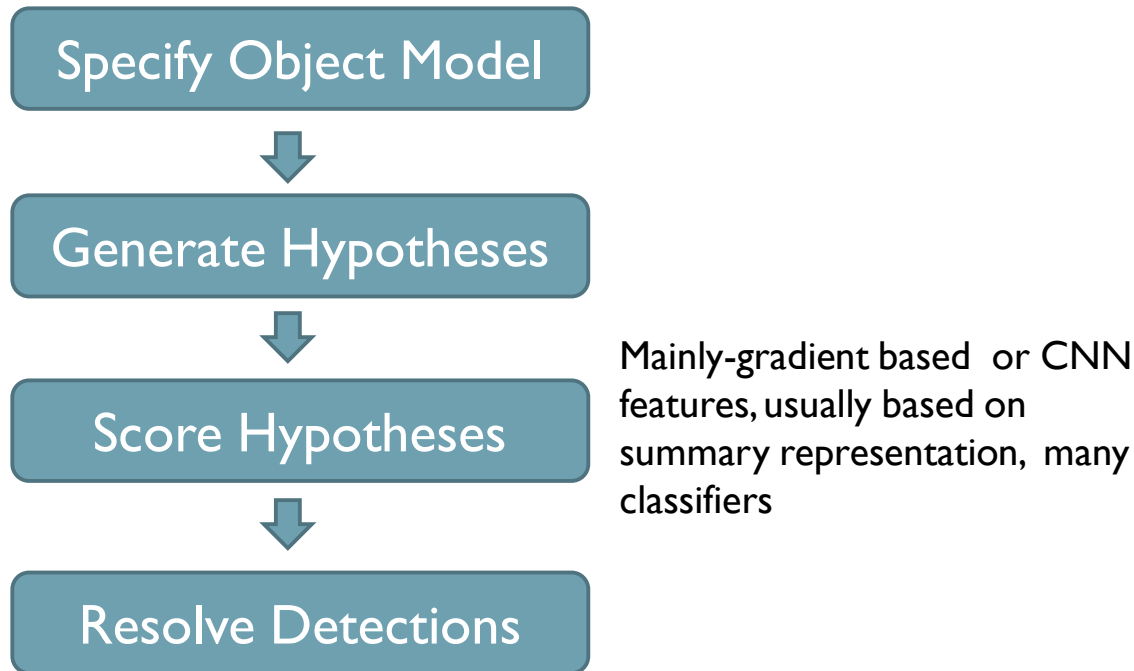 Specify Object Model
Generate Hypotheses
Score Hypotheses
Mainly-gradient based or CNN
features, usually based on
summary representation, many
classifiers
Resolve Detections